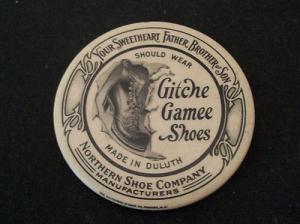 YOUR SWEETHEART, FATHER, BROTHER OR SON
SHOULD WEAR
Gitche
Gamee
Shoes
MADE IN DULUTH
NORTHERN SHOE COMPANY
MANUFACTURERS